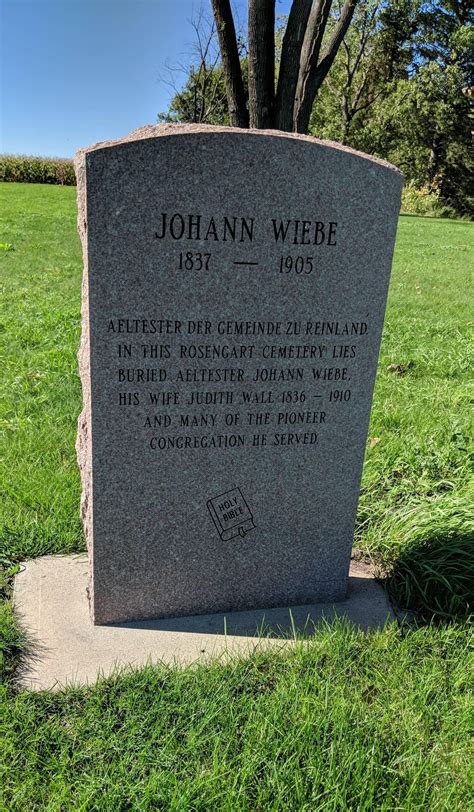 JOHANN WIEBE
1837 — 1905
AELTESTER DER GEMEINDE ZU REINLAND
IN THIS ROSENGART CEMETERY LIES
BURIED AELTESTER JOHANN WIEBE,
HIS WIFE JUDITH WALL 1836 – 1910
AND MANY OF THE PIONEER
CONGREGATION HE SERVED.
HOLY
BIBLE